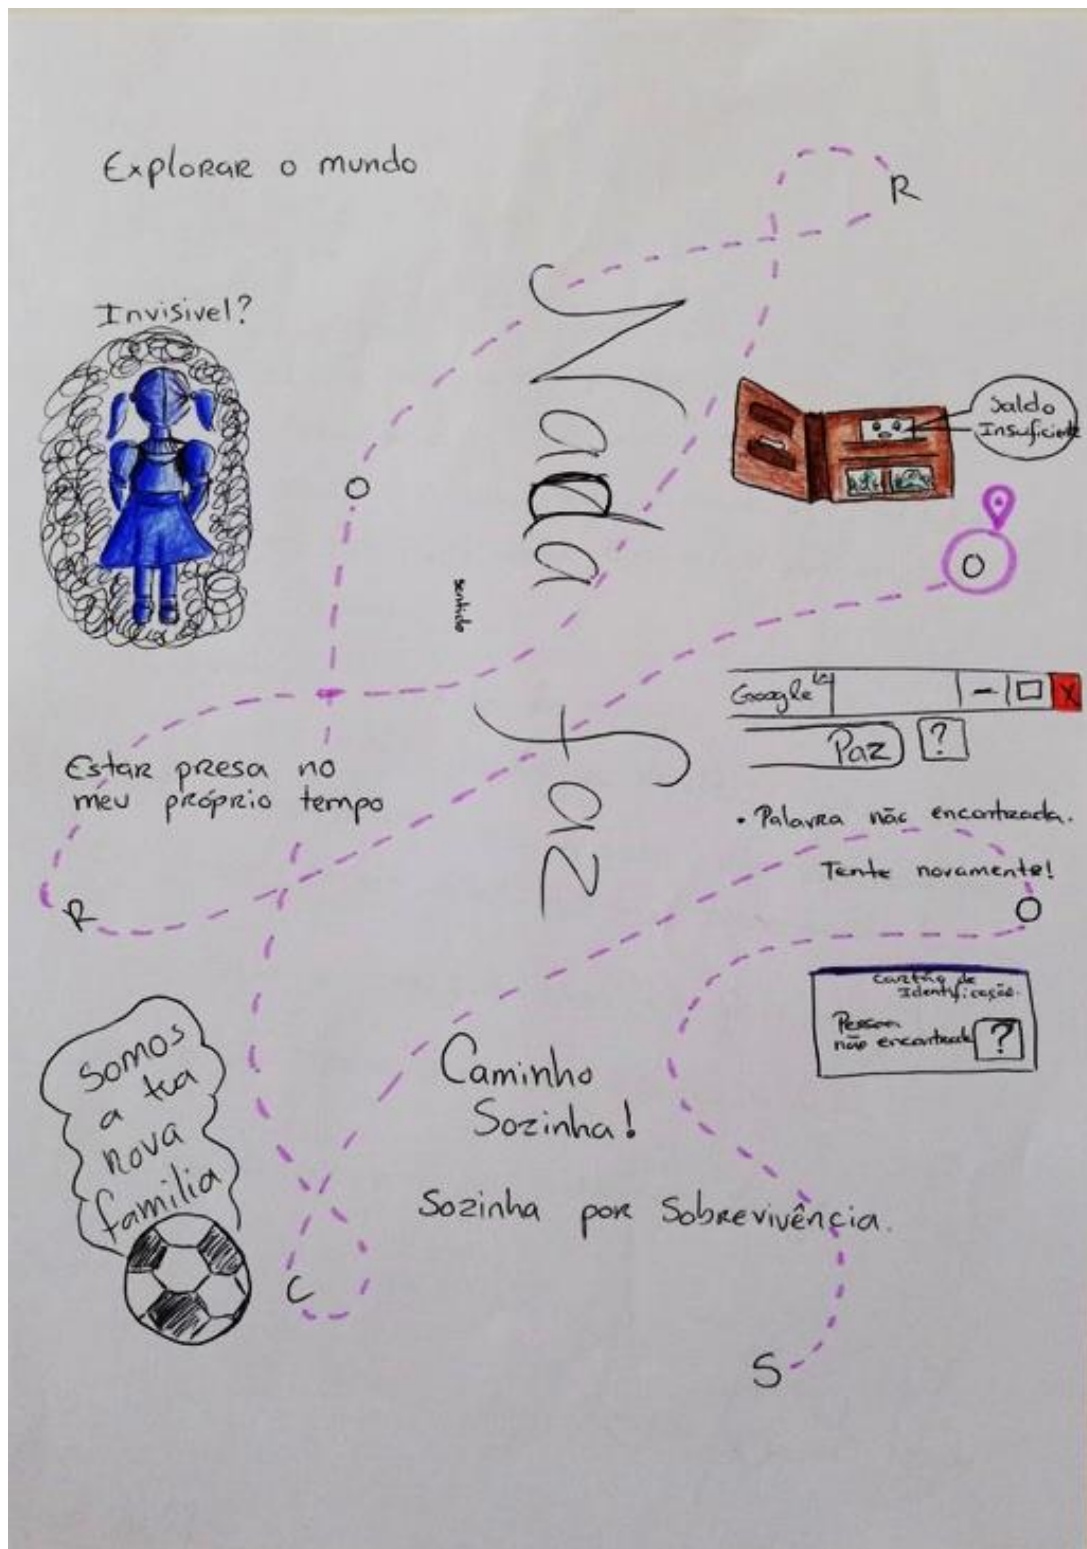 Explorar o mundo
R
Invisivel?
Nada
Saldo
Insuficiente
O
O
sentido
faz
Google
Paz ?
Estar presa no
meu próprio tempo
• Palavra não encontrada.
Tente novamente!
R
O
Cartão de
Identificação.
Pessoa
não encontrada ?
Somos
a tua
nova
família
Caminho
Sozinha!
Sozinha por Sobrevivência.
C
S